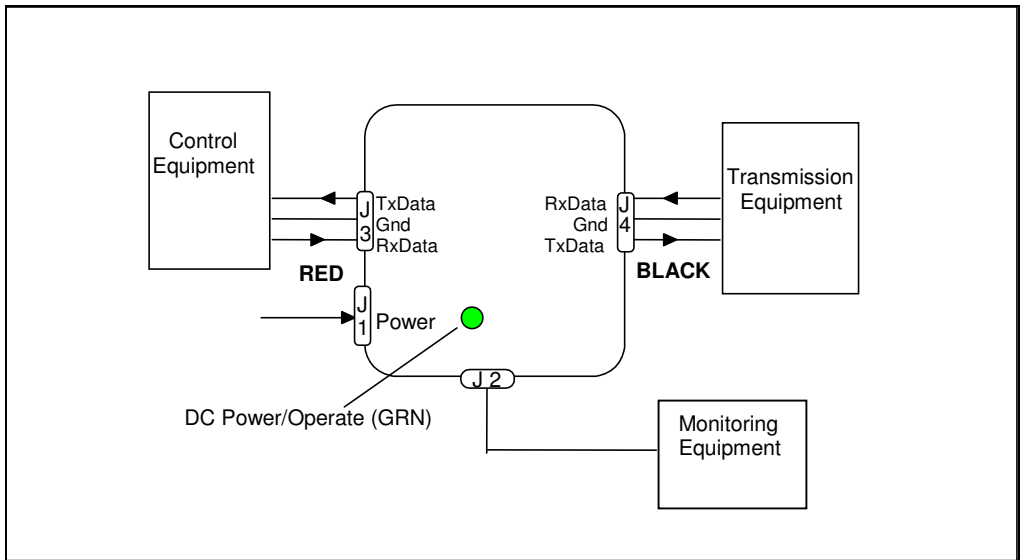 Control
Equipment
TxData
J
Gnd
3
RxData
RED
J
1
Power
DC Power/Operate (GRN)
RxData
J
Gnd
4
TxData
BLACK
Transmission
Equipment
J 2
Monitoring
Equipment